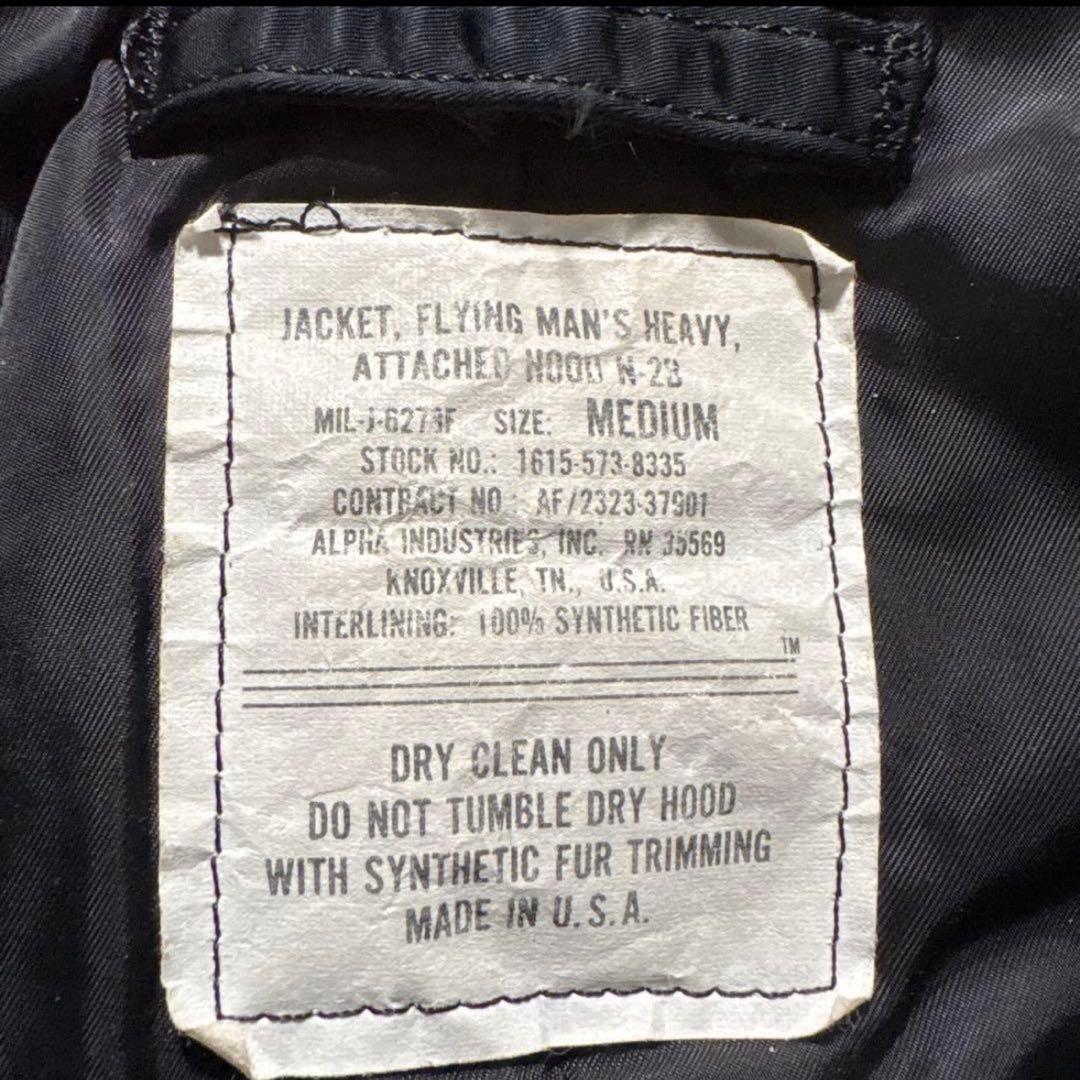 JACKET, FLYING MAN'S HEAVY,
ATTACHED HOOD N-2B
MIL-J-6279F SIZE: MEDIUM
STOCK NO.: 1615-573-8335
CONTRACT NO.: AF/2323-37901
ALPHA INDUSTRIES, INC. RN 35569
KNOXVILLE, TN., U.S.A.
INTERLINING: 100% SYNTHETIC FIBER
TM
DRY CLEAN ONLY
DO NOT TUMBLE DRY HOOD
WITH SYNTHETIC FUR TRIMMING
MADE IN U.S.A.